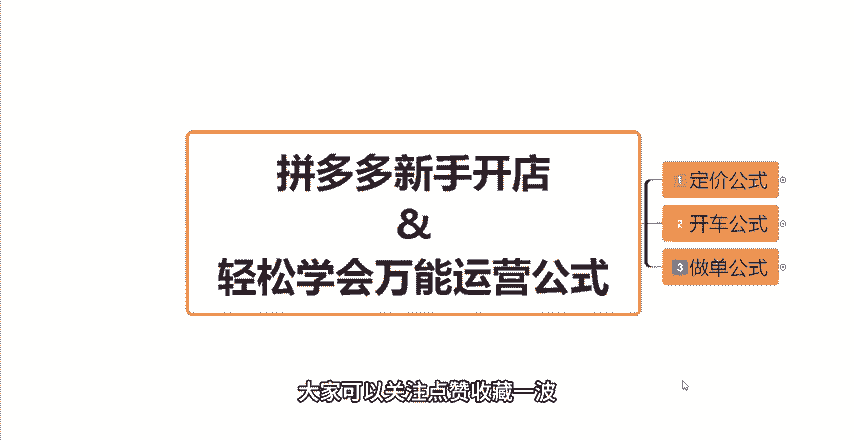 拼多多新手开店
&
轻松学会万能运营公式
1 定价公式
2 开车公式
3 做单公式
大家可以关注点赞收藏一波